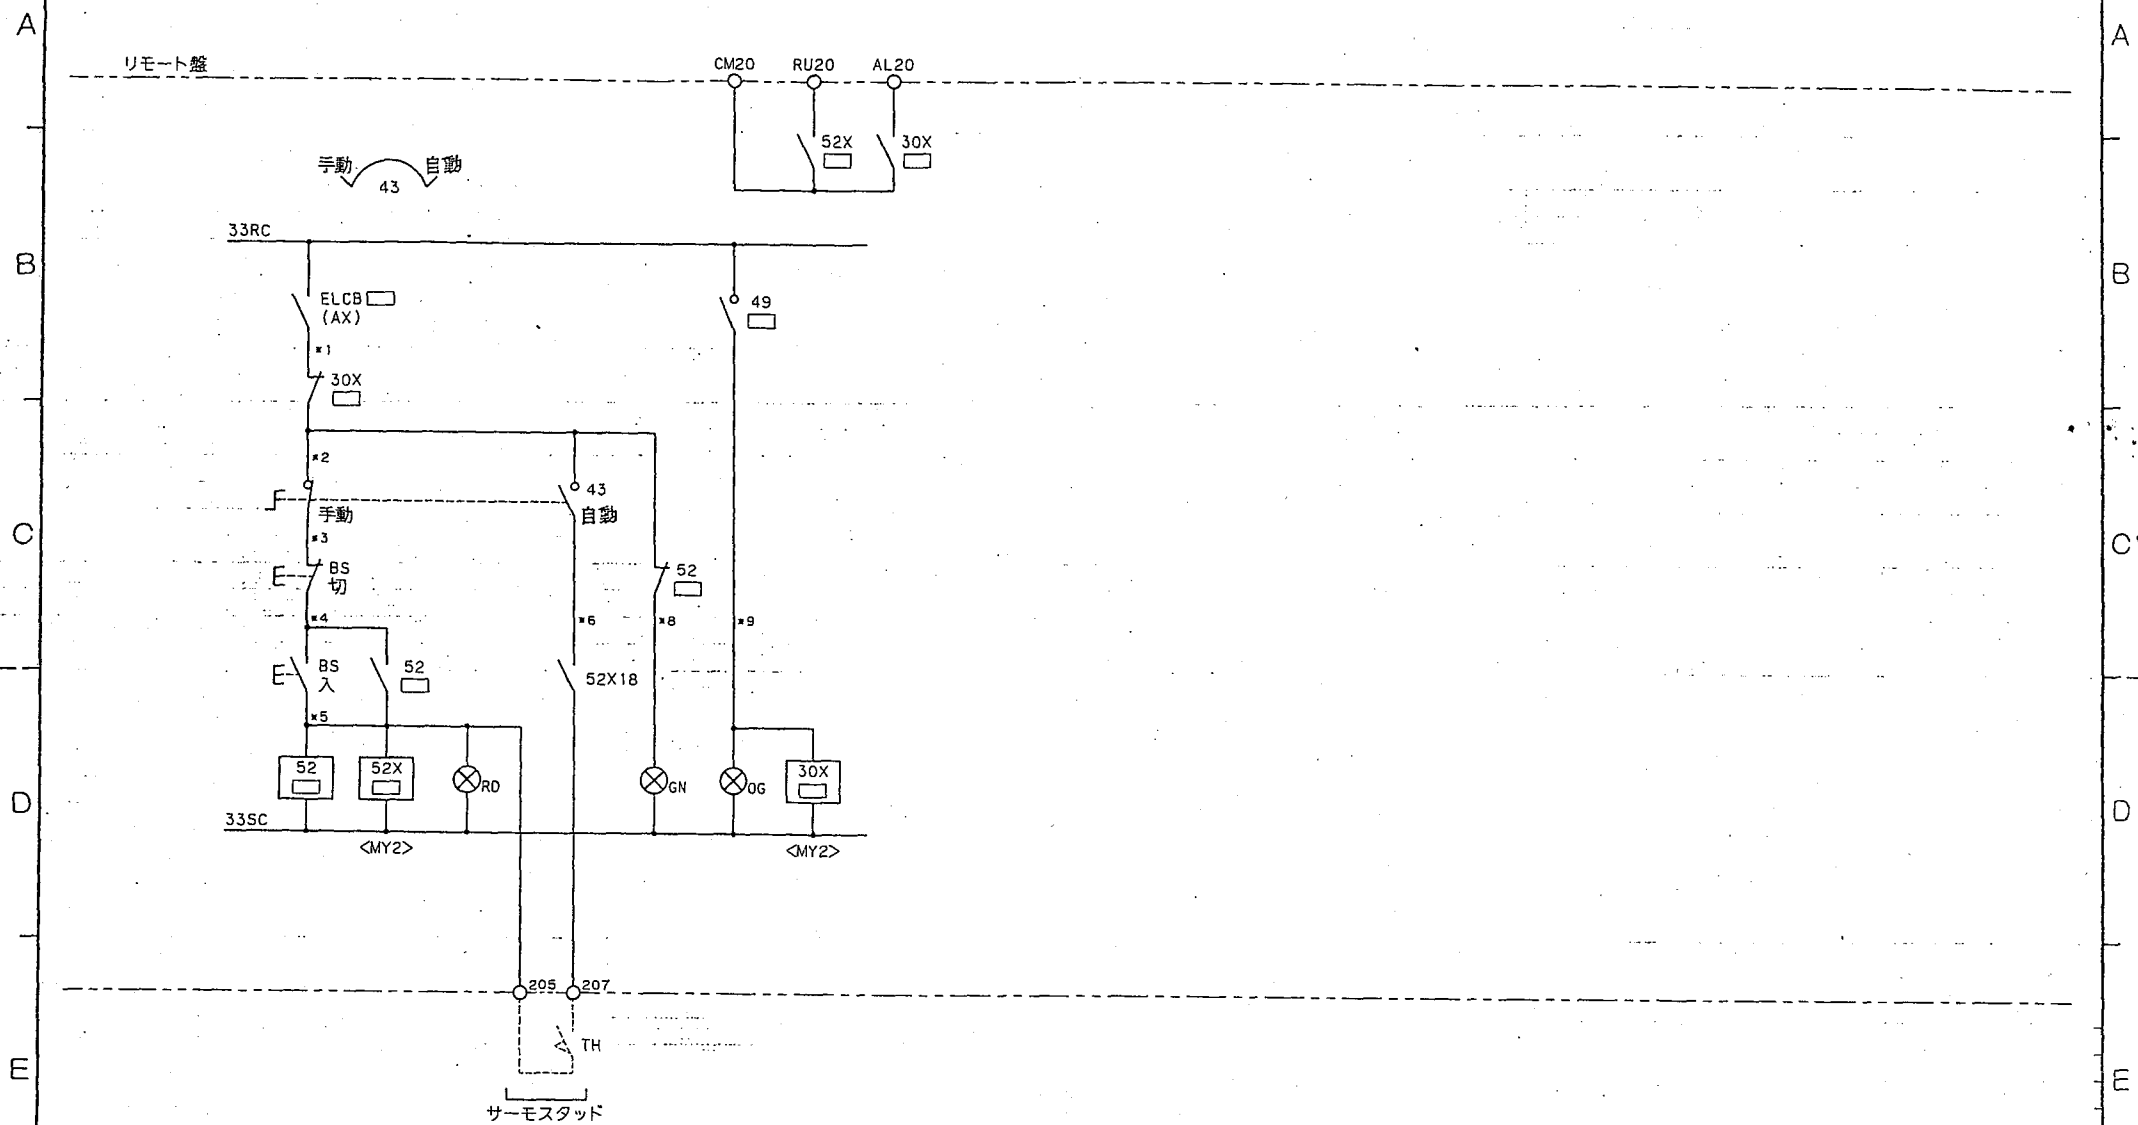 A
A
リモート盤
CM20 RU20 AL20
52X 30X
手動 自動
43
33RC
B
B
ELCB
(AX)
49
*1
30X
*2
43
手動 自動
C
C
*3
BS
切
52
*4 *6 *8 *9
BS
入
52
52X18
*5
52 52X RD GN OG 30X
D
D
33SC
<MY2> <MY2>
205 207
TH
E
E
サーモスタッド